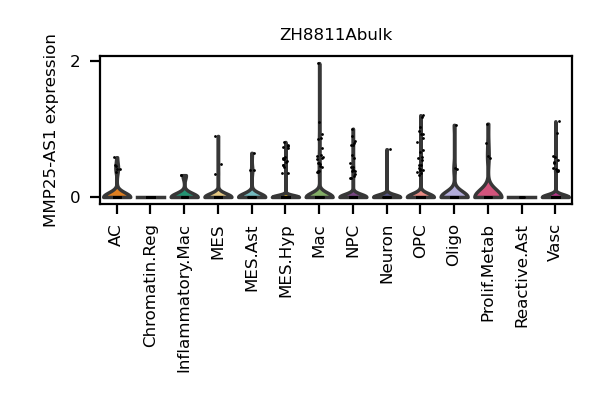 ZH8811Abulk
MMP25-AS1 expression
2
0
AC
Chromatin.Reg
Inflammatory.Mac
MES
MES.Ast
MES.Hyp
Mac
NPC
Neuron
OPC
Oligo
Prolif.Metab
Reactive.Ast
Vasc